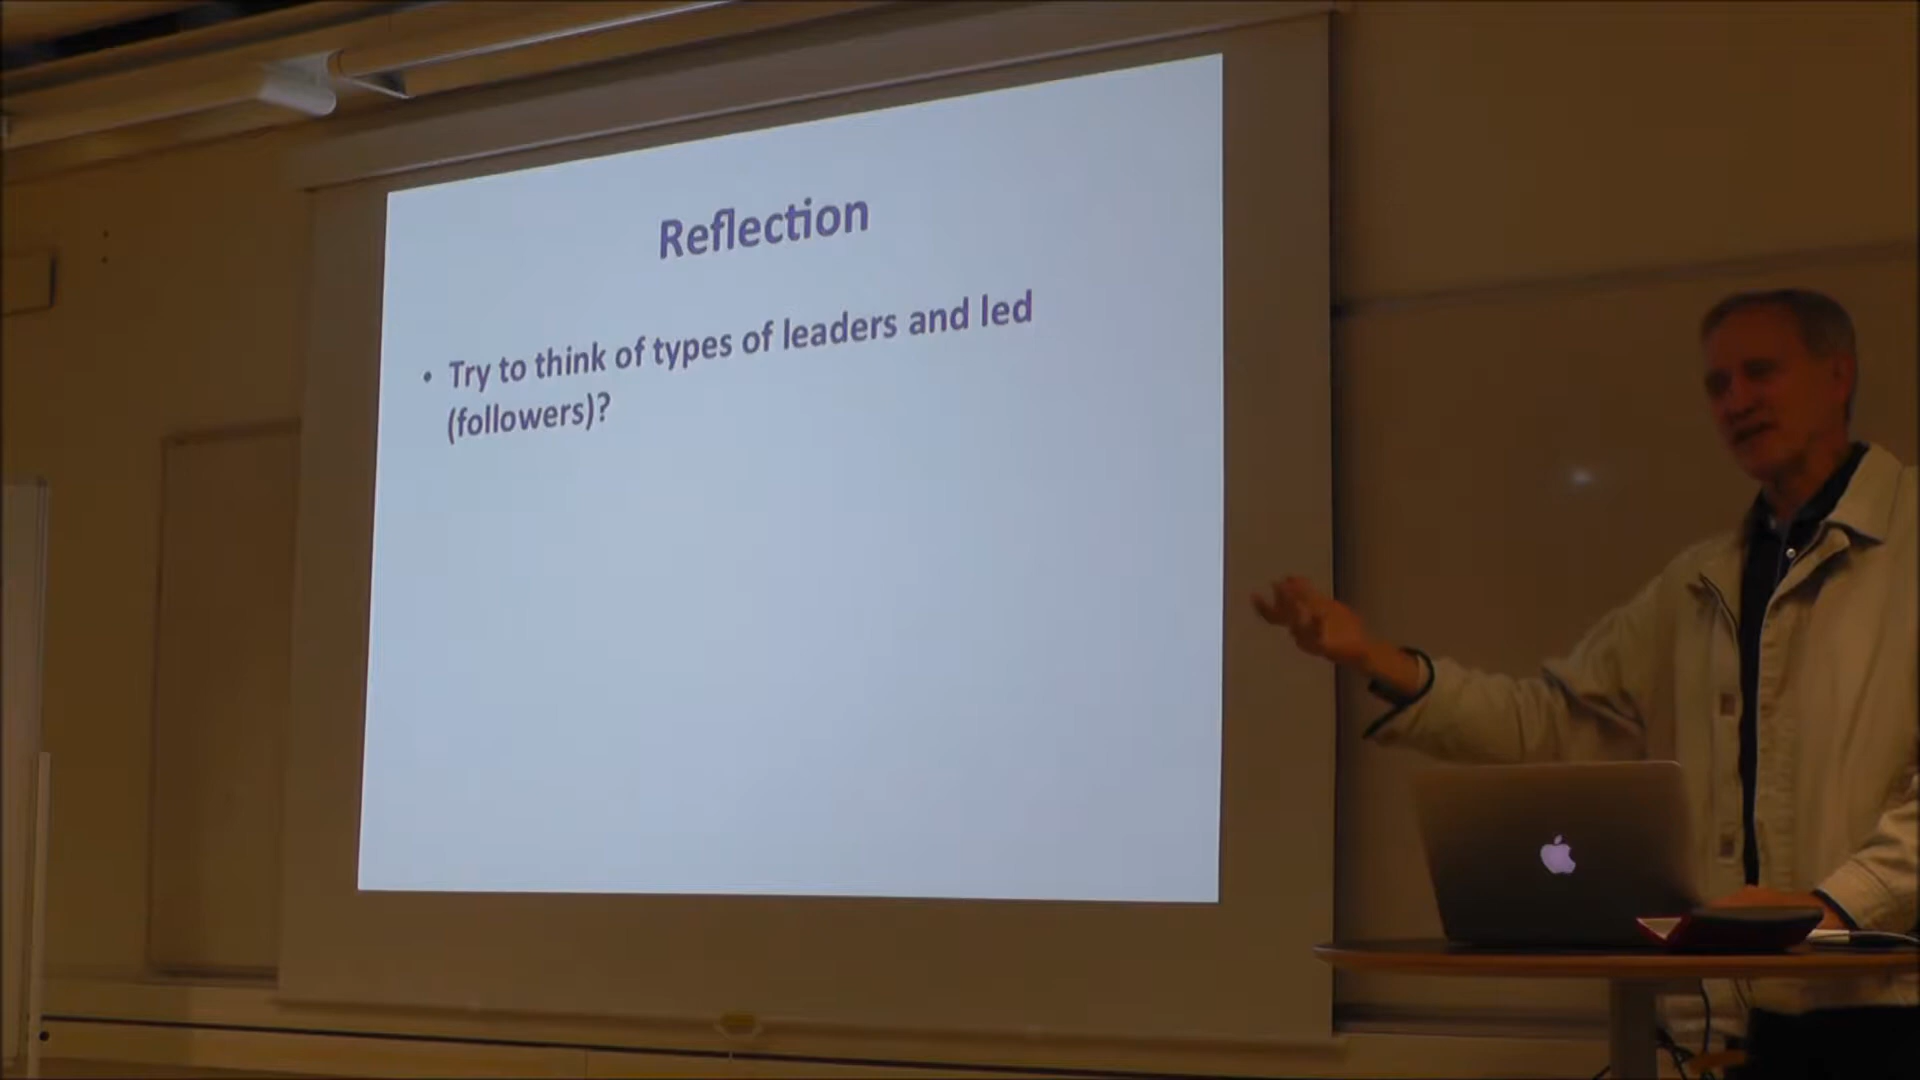 Reflection
• Try to think of types of leaders and led
(followers)?